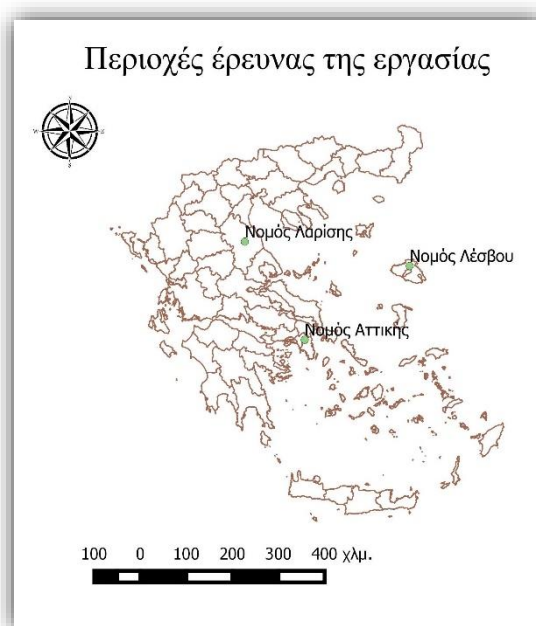 Περιοχές έρευνας της εργασίας
N
W
E
S
Νομός Λαρίσης
Νομός Λέσβου
Νομός Αττικής
100 0 100 200 300 400 χλμ.